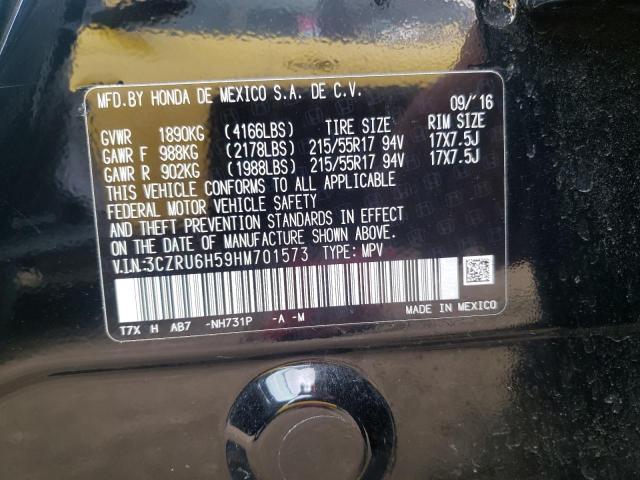 MFD.BY HONDA DE MEXICO S.A. DE C.V. 09/'16
GVWR 1890KG (4166LBS) TIRE SIZE RIM SIZE
GAWR F 988KG (2178LBS) 215/55R17 94V 17X7.5J
GAWR R 902KG (1988LBS) 215/55R17 94V 17X7.5J
THIS VEHICLE CONFORMS TO ALL APPLICABLE
FEDERAL MOTOR VEHICLE SAFETY
AND THEFT PREVENTION STANDARDS IN EFFECT
ON THE DATE OF MANUFACTURE SHOWN ABOVE.
V.I.N:3CZRU6H59HM701573 TYPE: MPV
T7X H AB7 -NH731P -A -M MADE IN MEXICO